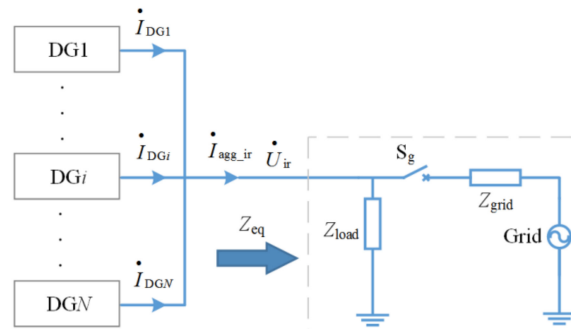 DG1
İ_DG1
DGi
İ_DGi
İ_agg_ir
U̇_ir
S_g
Z_grid
Z_eq
Z_load
Grid
İ_DGN
DGN